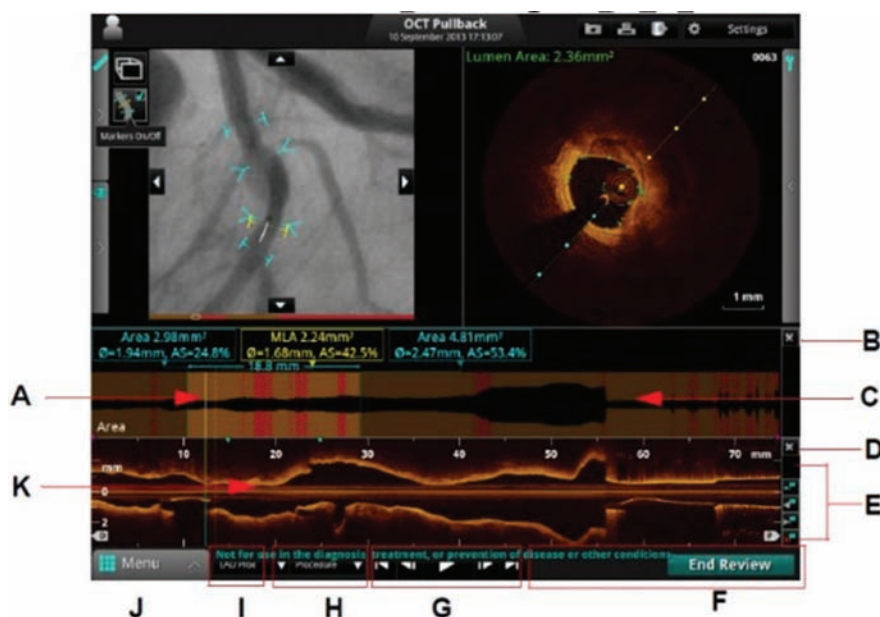 OCT Pullback
10 September 2013 17:13:07
Settings
Markers On/Off
Lumen Area: 2.36mm²
0063
1 mm
Area 2.98mm²
Ø=1.94mm, AS=24.8%
MLA 2.24mm²
Ø=1.68mm, AS=42.5%
Area 4.81mm²
Ø=2.47mm, AS=53.4%
18.8 mm
B
A
C
Area
10 20 30 40 50 60 70 mm
D
mm
K
0
E
2
D P
Not for use in the diagnosis, treatment, or prevention of disease or other conditions.
Menu
LAD Prox
Procedure
End Review
J I H G F